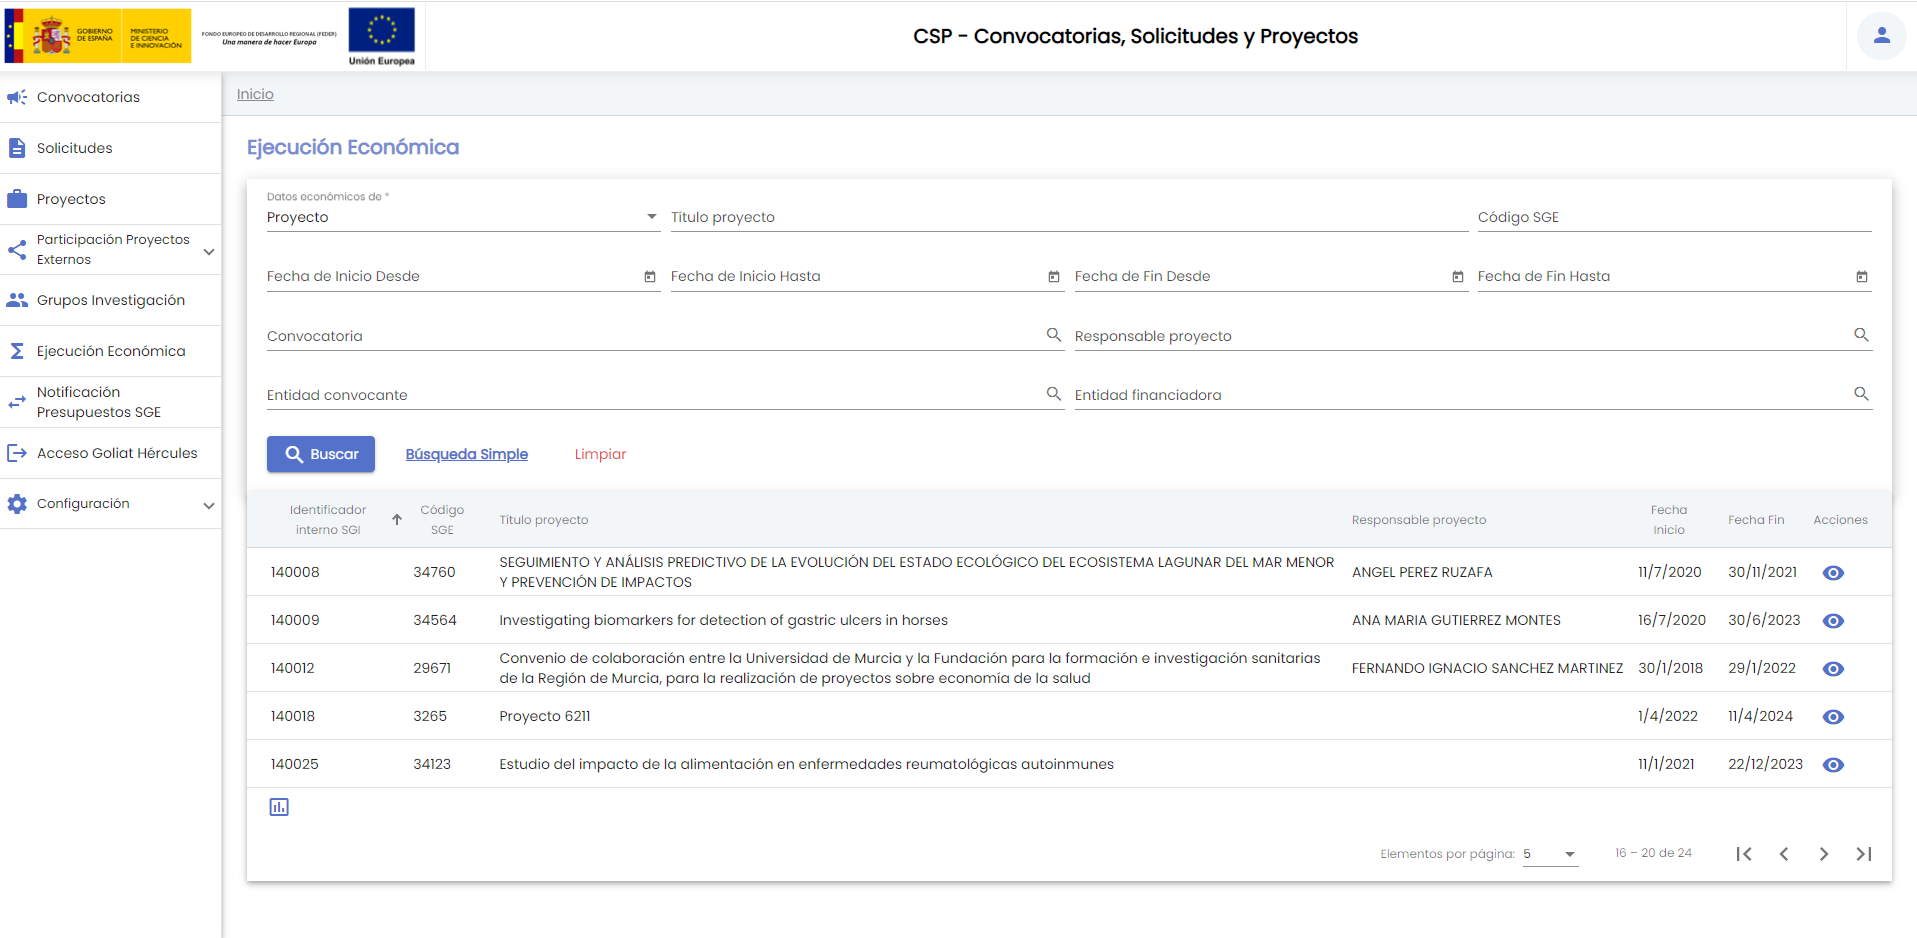 GOBIERNO
DE ESPAÑA
MINISTERIO
DE CIENCIA
E INNOVACIÓN
FONDO EUROPEO DE DESARROLLO REGIONAL (FEDER)
Una manera de hacer Europa
Unión Europea
CSP - Convocatorias, Solicitudes y Proyectos
Convocatorias
Solicitudes
Proyectos
Participación Proyectos
Externos
Grupos Investigación
Ejecución Económica
Notificación
Presupuestos SGE
Acceso Goliat Hércules
Configuración
Inicio
Ejecución Económica
Datos económicos de *
Proyecto Título proyecto Código SGE
Fecha de Inicio Desde Fecha de Inicio Hasta Fecha de Fin Desde Fecha de Fin Hasta
Convocatoria Responsable proyecto
Entidad convocante Entidad financiadora
Buscar Búsqueda Simple Limpiar
Identificador
interno SGI
Código
SGE
Título proyecto
Responsable proyecto
Fecha
Inicio
Fecha Fin
Acciones
140008 34760 SEGUIMIENTO Y ANÁLISIS PREDICTIVO DE LA EVOLUCIÓN DEL ESTADO ECOLÓGICO DEL ECOSISTEMA LAGUNAR DEL MAR MENOR
Y PREVENCIÓN DE IMPACTOS
ANGEL PEREZ RUZAFA 11/7/2020 30/11/2021
140009 34564 Investigating biomarkers for detection of gastric ulcers in horses ANA MARIA GUTIERREZ MONTES 16/7/2020 30/6/2023
140012 29671 Convenio de colaboración entre la Universidad de Murcia y la Fundación para la formación e investigación sanitarias
de la Región de Murcia, para la realización de proyectos sobre economía de la salud
FERNANDO IGNACIO SANCHEZ MARTINEZ 30/1/2018 29/1/2022
140018 3265 Proyecto 6211 1/4/2022 11/4/2024
140025 34123 Estudio del impacto de la alimentación en enfermedades reumatológicas autoinmunes 11/1/2021 22/12/2023
Elementos por página: 5 16 – 20 de 24